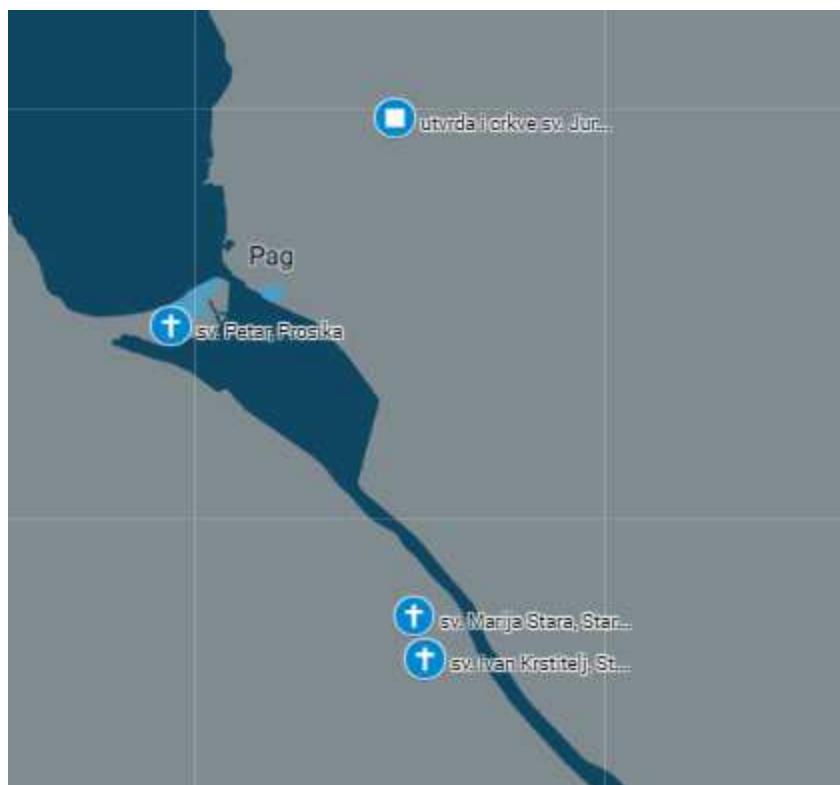 utvrda i crkve sv. Jur...
Pag
sv. Petar, Prosika
sv. Marija Stara, Star...
sv. Ivan Krstitelj, St...